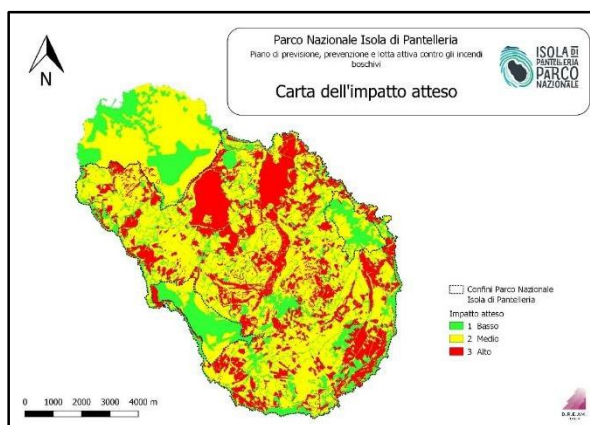 Parco Nazionale Isola di Pantelleria
Piano di previsione, prevenzione e lotta attiva contro gli incendi
boschivi
Carta dell'impatto atteso
ISOLA DI
PANTELLERIA
PARCO
NAZIONALE
N
Confini Parco Nazionale
Isola di Pantelleria
Impatto atteso
1 Basso
2 Medio
3 Alto
0 1000 2000 3000 4000 m
D.R.E.AM.